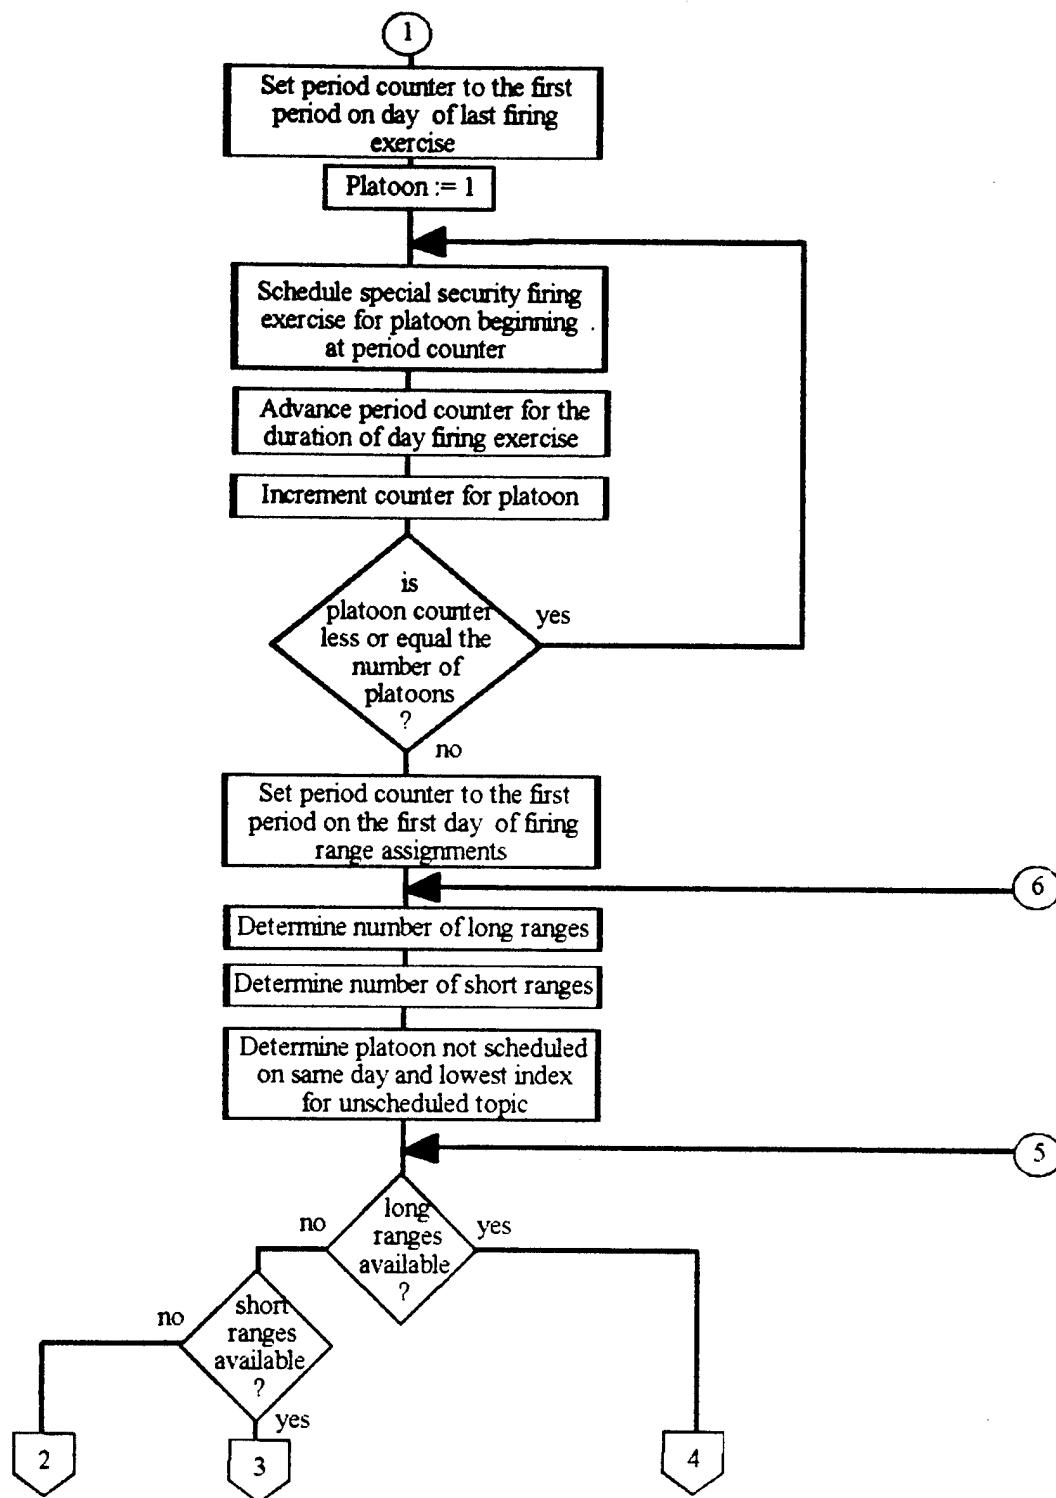 1
Set period counter to the first
period on day of last firing
exercise
Platoon := 1
Schedule special security firing
exercise for platoon beginning
at period counter
Advance period counter for the
duration of day firing exercise
Increment counter for platoon
is
platoon counter
less or equal the
number of
platoons
?
yes
no
Set period counter to the first
period on the first day of firing
range assignments
6
Determine number of long ranges
Determine number of short ranges
Determine platoon not scheduled
on same day and lowest index
for unscheduled topic
5
no
long
ranges
available
?
yes
no
short
ranges
available
?
yes
2
3
4